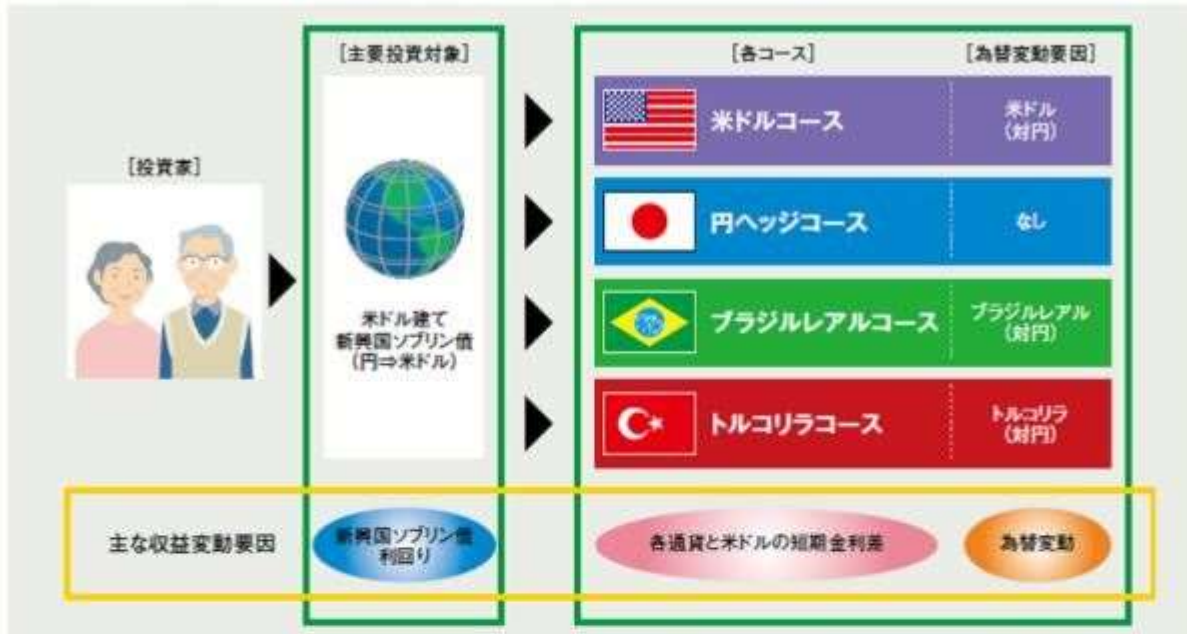 [主要投資対象]
[各コース]
[為替変動要因]
[投資家]
米ドル建て
新興国ソブリン債
(円⇒米ドル)
米ドルコース
米ドル
(対円)
円ヘッジコース
なし
ブラジルレアルコース
ブラジルレアル
(対円)
トルコリラコース
トルコリラ
(対円)
主な収益変動要因
新興国ソブリン債
利回り
各通貨と米ドルの短期金利差
為替変動